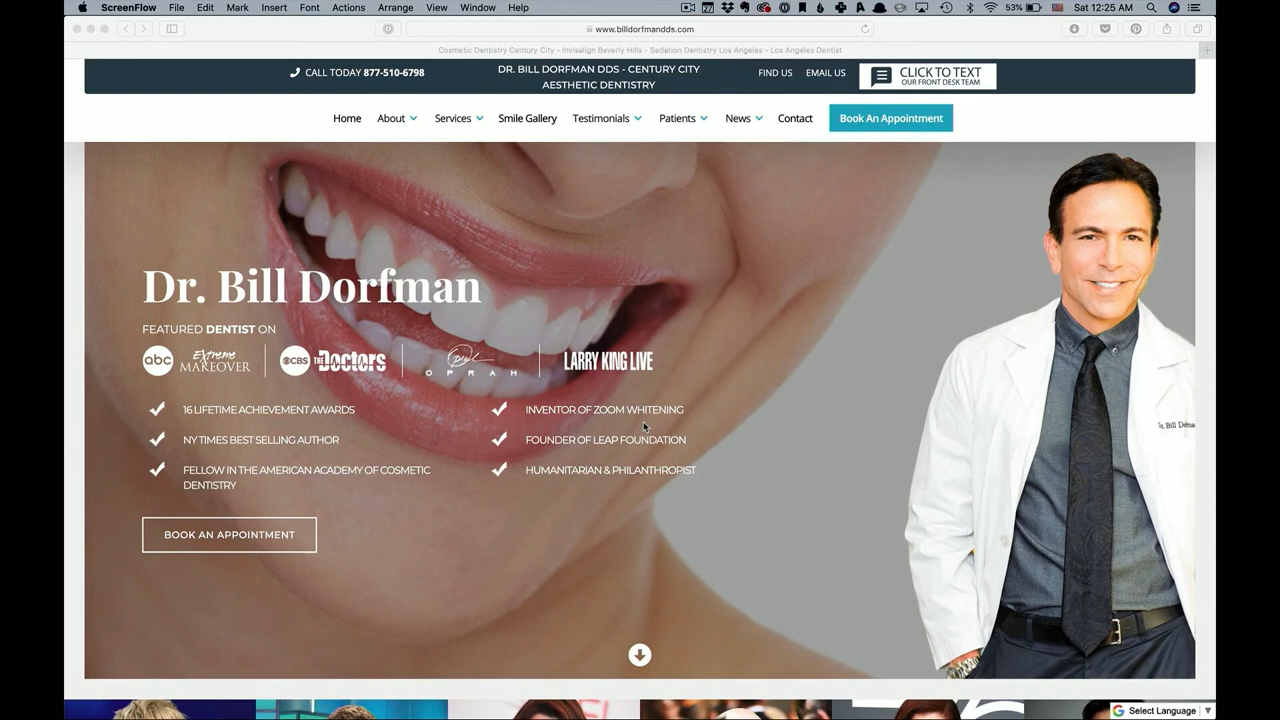 ScreenFlow File Edit Mark Insert Font Actions Arrange View Window Help 27 53% Sat 12:25 AM
www.billdorfmandds.com
Cosmetic Dentistry Century City - Invisalign Beverly Hills - Sedation Dentistry Los Angeles - Los Angeles Dentist
CALL TODAY 877-510-6798
DR. BILL DORFMAN DDS - CENTURY CITY
AESTHETIC DENTISTRY
FIND US EMAIL US
CLICK TO TEXT
OUR FRONT DESK TEAM
Home About Services Smile Gallery Testimonials Patients News Contact Book An Appointment
Dr. Bill Dorfman
FEATURED DENTIST ON
abc EXTREME MAKEOVER CBS THE DOCTORS OPRAH LARRY KING LIVE
16 LIFETIME ACHIEVEMENT AWARDS
NY TIMES BEST SELLING AUTHOR
FELLOW IN THE AMERICAN ACADEMY OF COSMETIC
DENTISTRY
INVENTOR OF ZOOM WHITENING
FOUNDER OF LEAP FOUNDATION
HUMANITARIAN & PHILANTHROPIST
BOOK AN APPOINTMENT
Dr. Bill Dorfma
Select Language